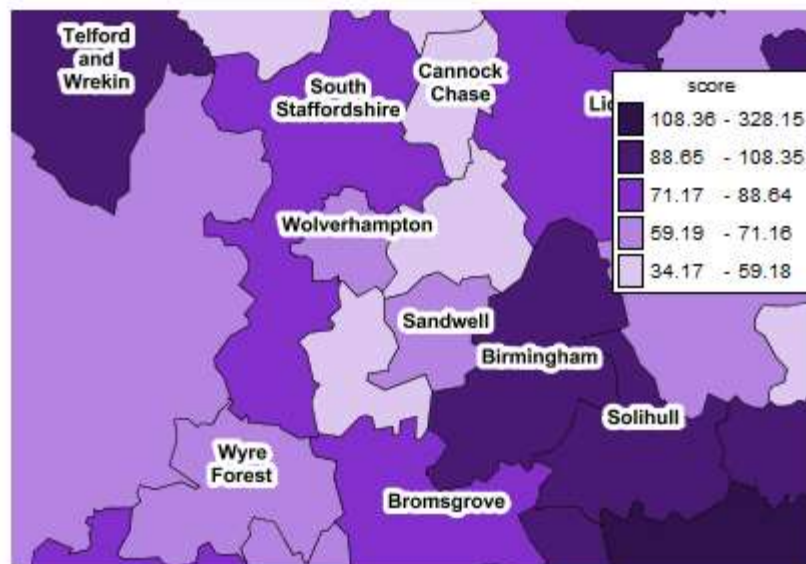 Telford
and
Wrekin
South
Staffordshire
Cannock
Chase
Lic
score
108.36 - 328.15
88.65 - 108.35
71.17 - 88.64
59.19 - 71.16
34.17 - 59.18
Wolverhampton
Sandwell
Birmingham
Solihull
Wyre
Forest
Bromsgrove